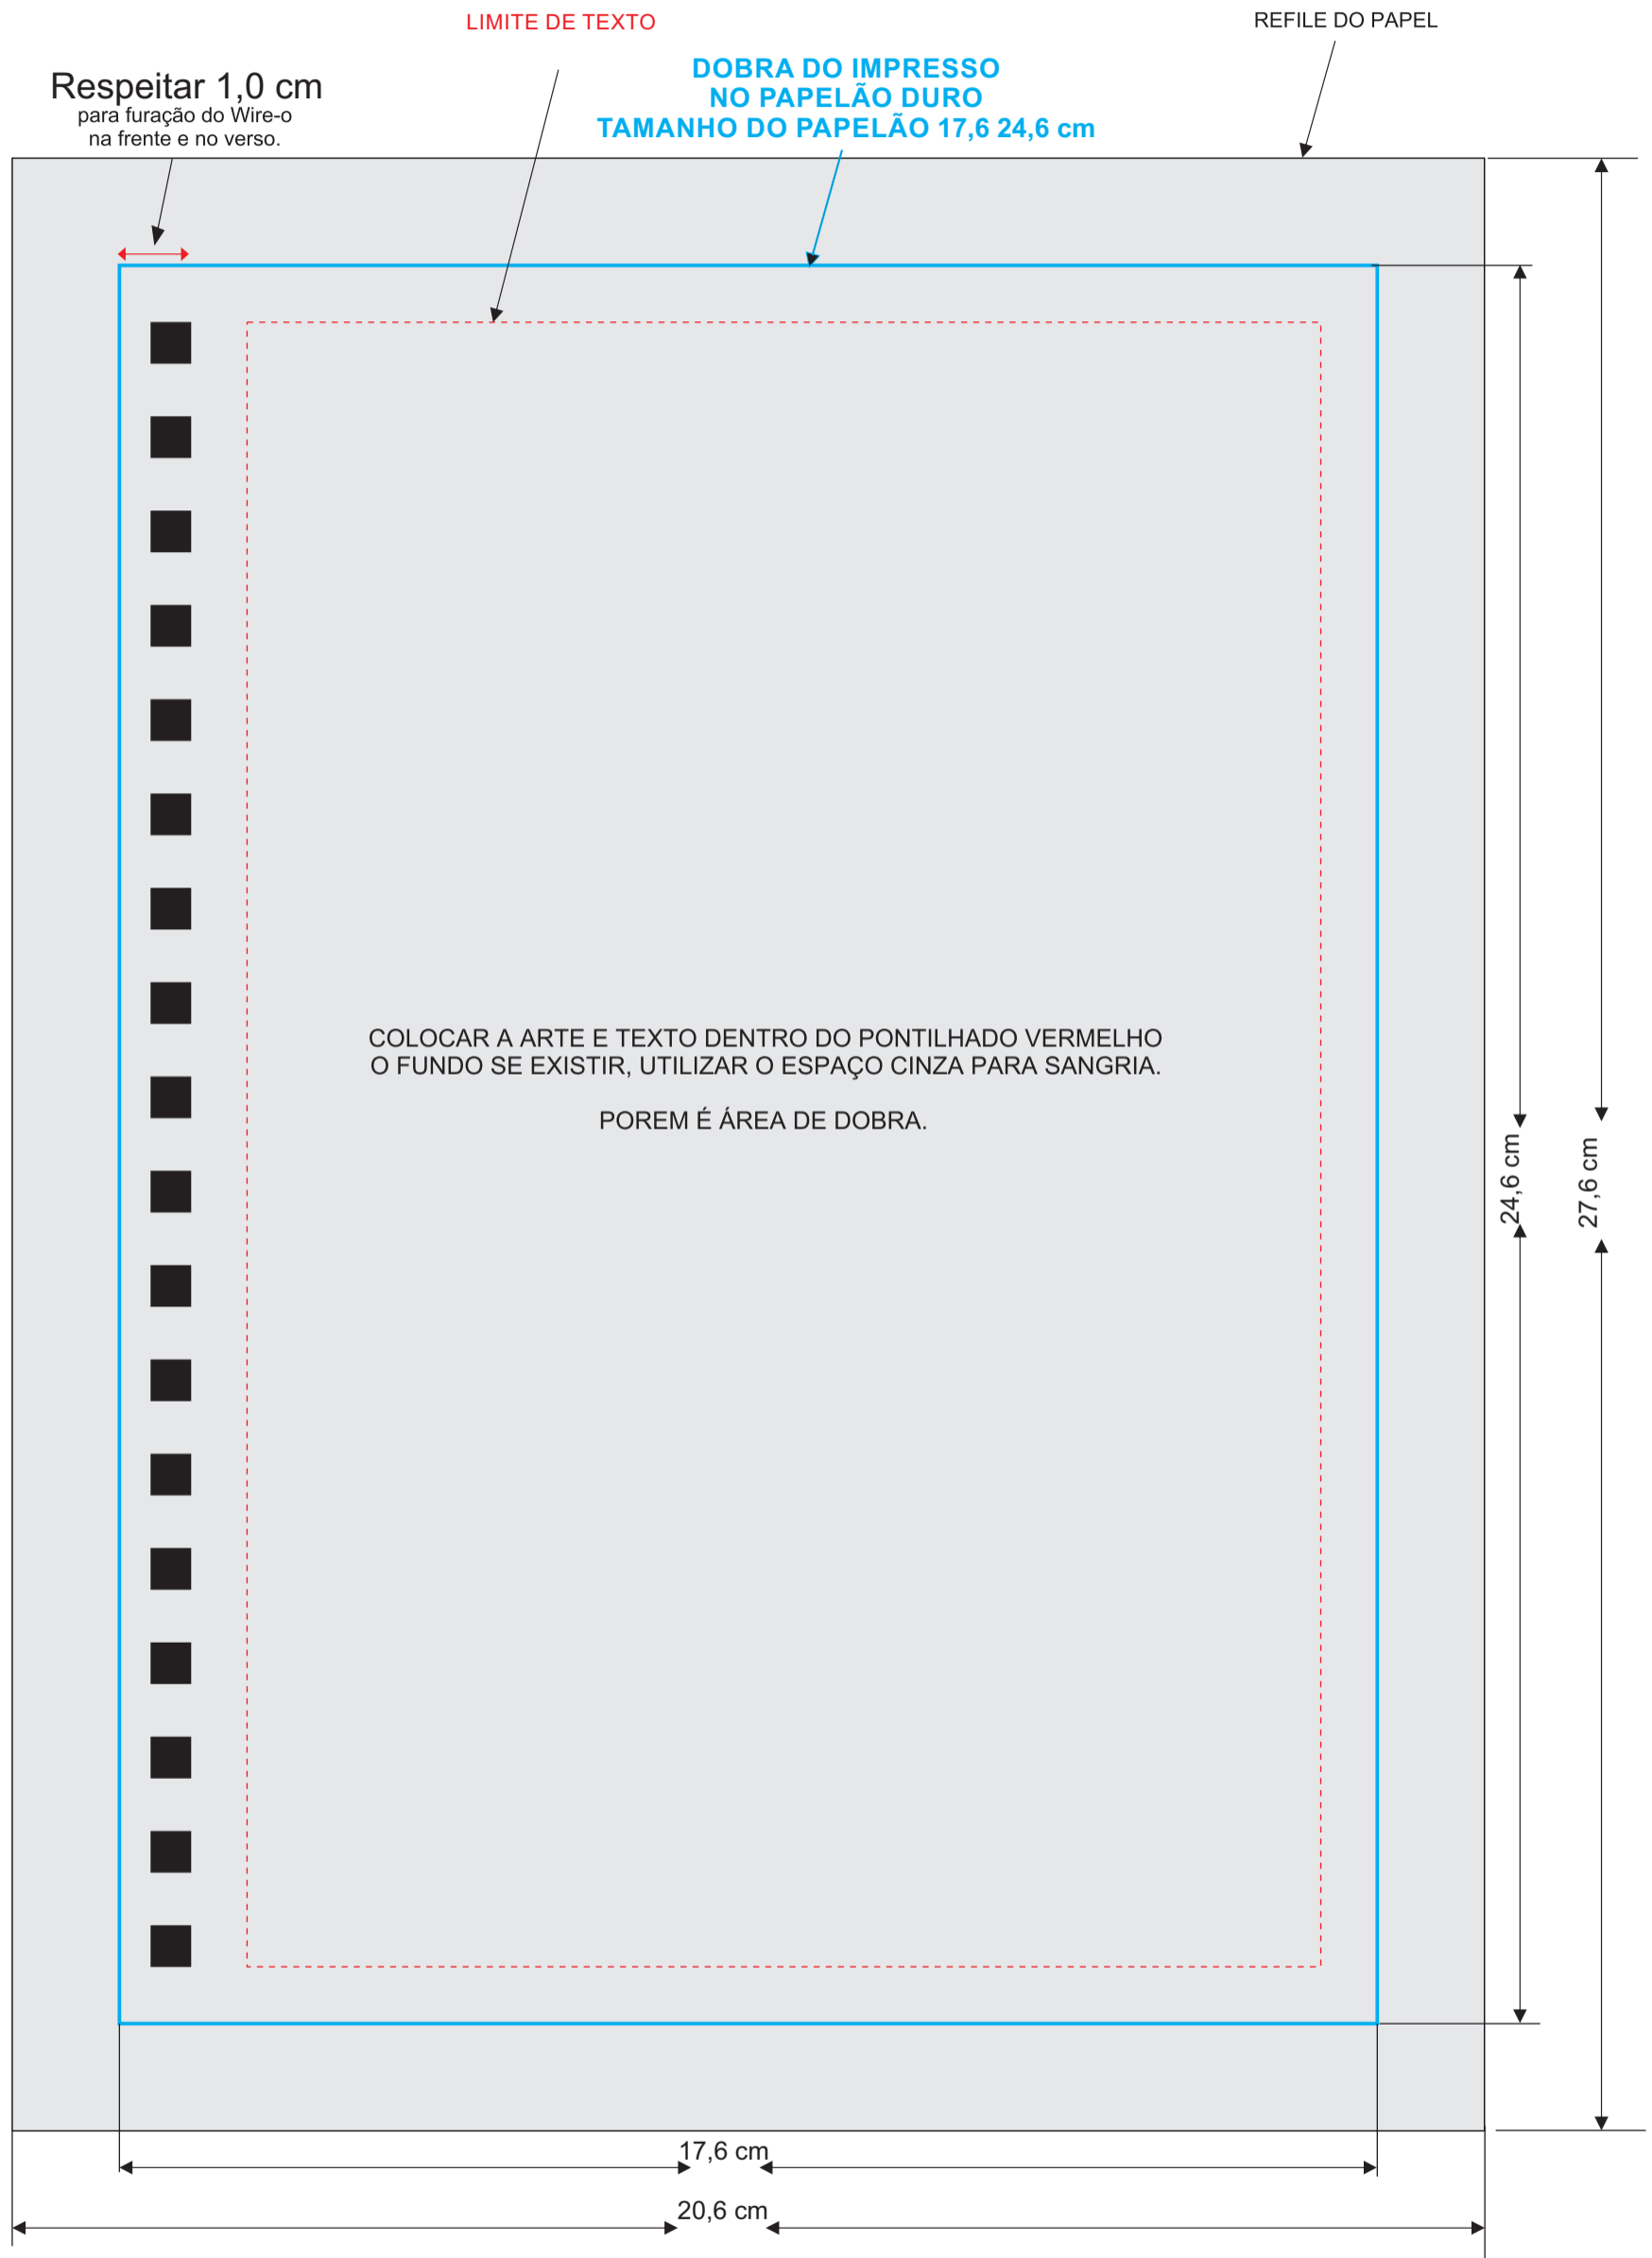 LIMITE DE TEXTO
REFILE DO PAPEL
Respeitar 1,0 cm
para furação do Wire-o
na frente e no verso.
DOBRA DO IMPRESSO
NO PAPELÃO DURO
TAMANHO DO PAPELÃO 17,6 24,6 cm
COLOCAR A ARTE E TEXTO DENTRO DO PONTILHADO VERMELHO
O FUNDO SE EXISTIR, UTILIZAR O ESPAÇO CINZA PARA SANGRIA.
POREM É ÁREA DE DOBRA.
24,6 cm
27,6 cm
17,6 cm
20,6 cm